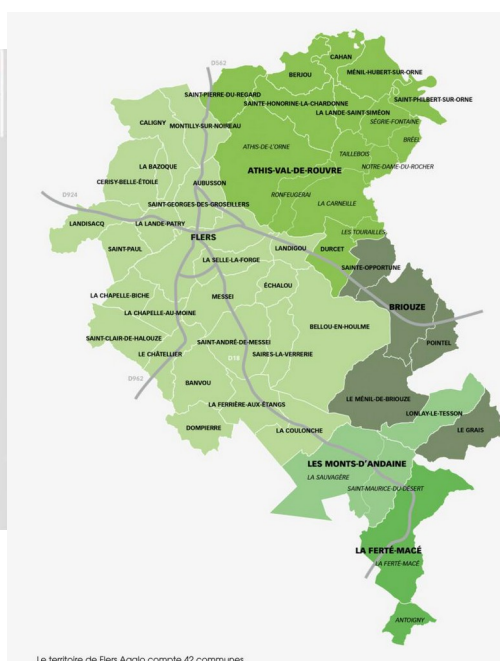 D562
CAHAN
BERJOU
MÉNIL-HUBERT-SUR-ORNE
SAINT-PIERRE-DU-REGARD
SAINTE-HONORINE-LA-CHARDONNE
SAINT-PHILBERT-SUR-ORNE
LA LANDE-SAINT-SIMÉON
SÉGRIE-FONTAINE
CALIGNY
MONTILLY-SUR-NOIREAU
BRÉEL
ATHIS-DE-L'ORNE
TAILLEBOIS
NOTRE-DAME-DU-ROCHER
LA BAZOQUE
ATHIS-VAL-DE-ROUVRE
CERISY-BELLE-ÉTOILE
AUBUSSON
D924
RONFEUGERAI
LA CARNEILLE
SAINT-GEORGES-DES-GROSEILLERS
LANDISACQ
LA LANDE-PATRY
LES TOURAILLES
FLERS
SAINT-PAUL
LANDIGOU
DURCET
LA SELLE-LA-FORGE
SAINTE-OPPORTUNE
ÉCHALOU
LA CHAPELLE-BICHE
MESSEI
BRIOUZE
LA CHAPELLE-AU-MOINE
BELLOU-EN-HOULME
SAINT-CLAIR-DE-HALOUZE
SAINT-ANDRÉ-DE-MESSEI
POINTEL
LE CHÂTELLIER
D18
SAIRES-LA-VERRERIE
D962
BANVOU
LE MÉNIL-DE-BRIOUZE
LA FERRIÈRE-AUX-ÉTANGS
LONLAY-LE-TESSON
DOMPIERRE
LA COULONCHE
LE GRAIS
LES MONTS-D'ANDAINE
LA SAUVAGÈRE
SAINT-MAURICE-DU-DÉSERT
LA FERTÉ-MACÉ
LA FERTÉ-MACÉ
ANTOIGNY
Le territoire de Flers Agglo compte 42 communes